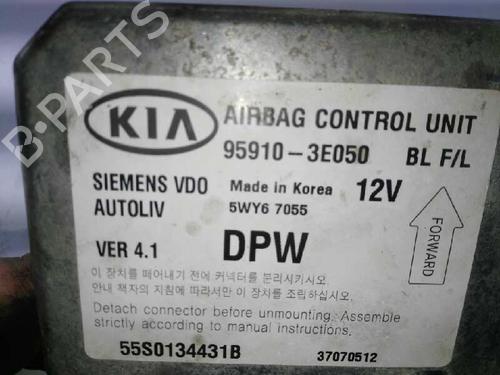 B-PARTS
KIA AIRBAG CONTROL UNIT
95910-3E050 BL F/L
SIEMENS VDO Made in Korea 12V
AUTOLIV 5WY6 7055
VER 4.1 DPW
FORWARD
이 장치를 떼어내기 전에 커넥터를 분리시키시오.
안내 책자의 지침에 따라서만 이 장치를 조립하십시오.
Detach connector before unmounting. Assemble
strictly according to manual instructions.
55S0134431B 37070512